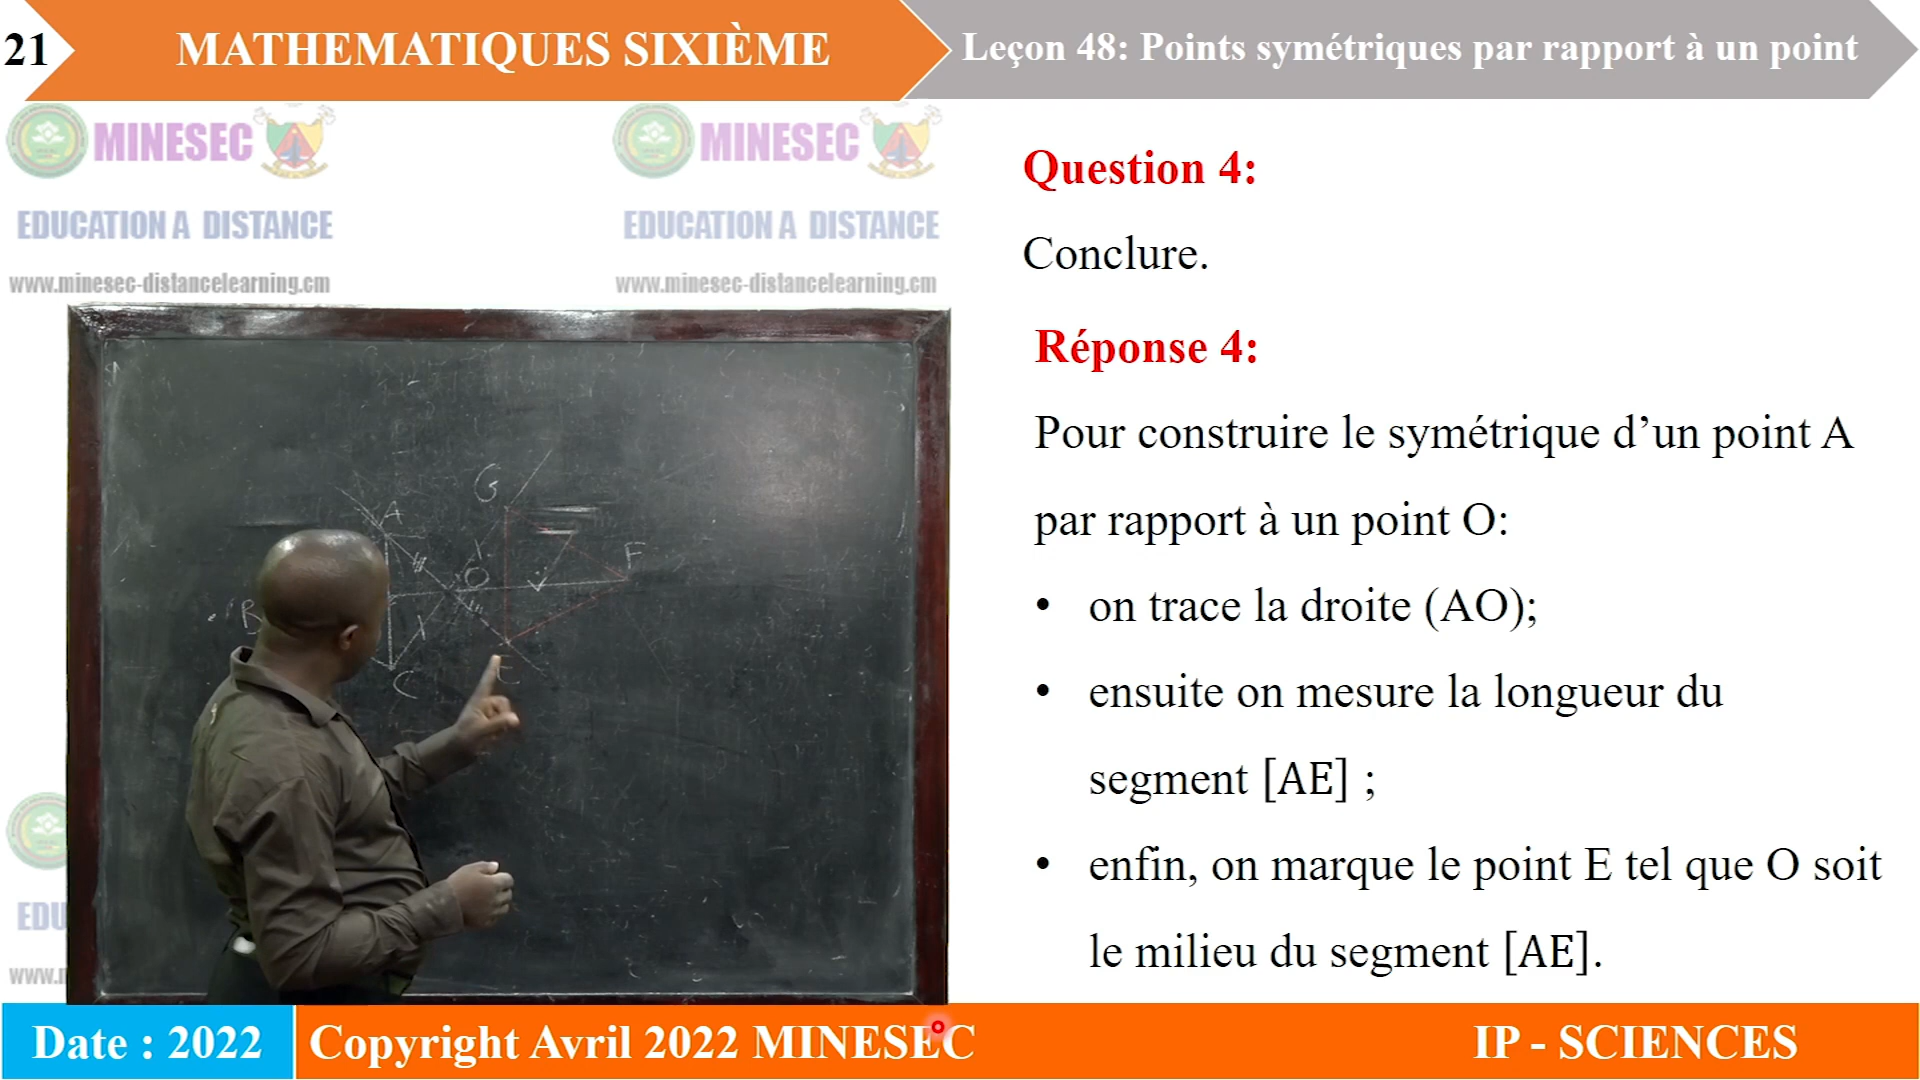 21
MATHEMATIQUES SIXIÈME
Leçon 48: Points symétriques par rapport à un point
MINESEC
MINESEC
EDUCATION A DISTANCE
EDUCATION A DISTANCE
www.minesec-distancelearning.cm
www.minesec-distancelearning.cm
Question 4:
Conclure.
Réponse 4:
Pour construire le symétrique d’un point A
par rapport à un point O:
• on trace la droite (AO);
• ensuite on mesure la longueur du
segment [AE] ;
• enfin, on marque le point E tel que O soit
le milieu du segment [AE].
G
A
F
O
B
C
E
EDU
www.
Date : 2022
Copyright Avril 2022 MINESEC
IP - SCIENCES